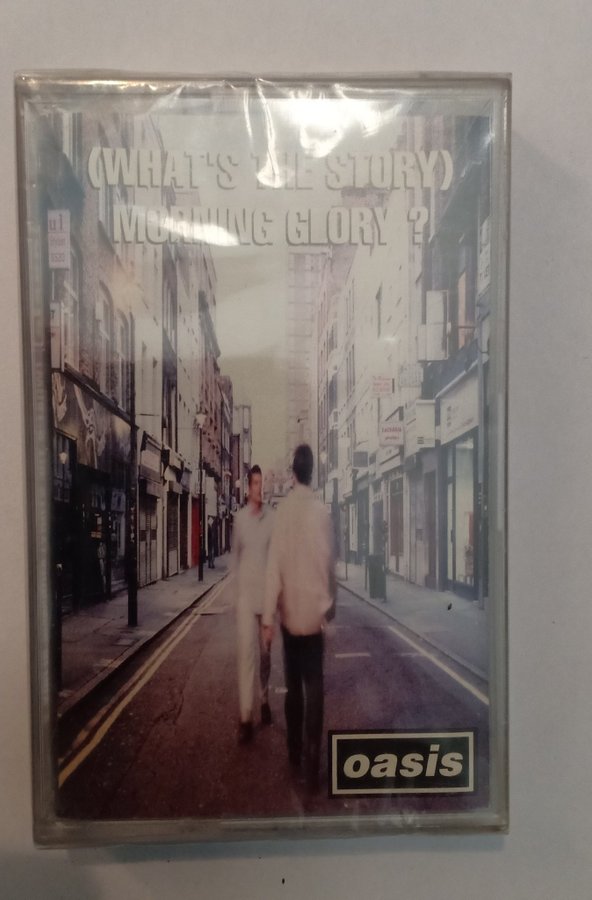 (WHAT'S THE STORY)
MORNING GLORY ?
oasis